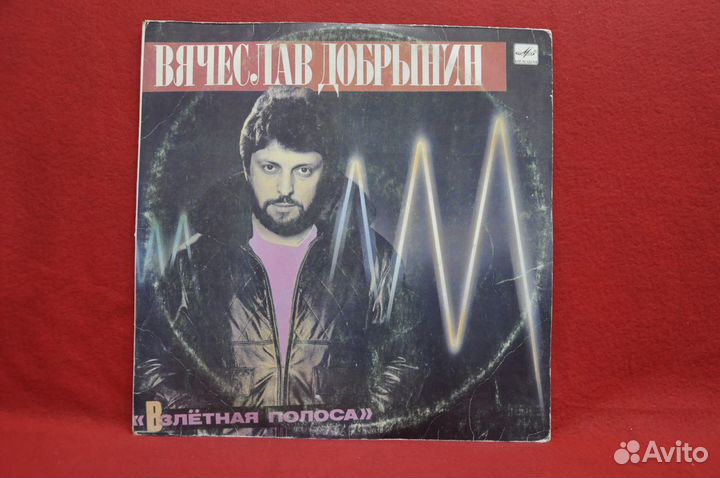 ВЯЧЕСЛАВ ДОБРЫНИН
«ВЗЛЁТНАЯ ПОЛОСА»
Avito